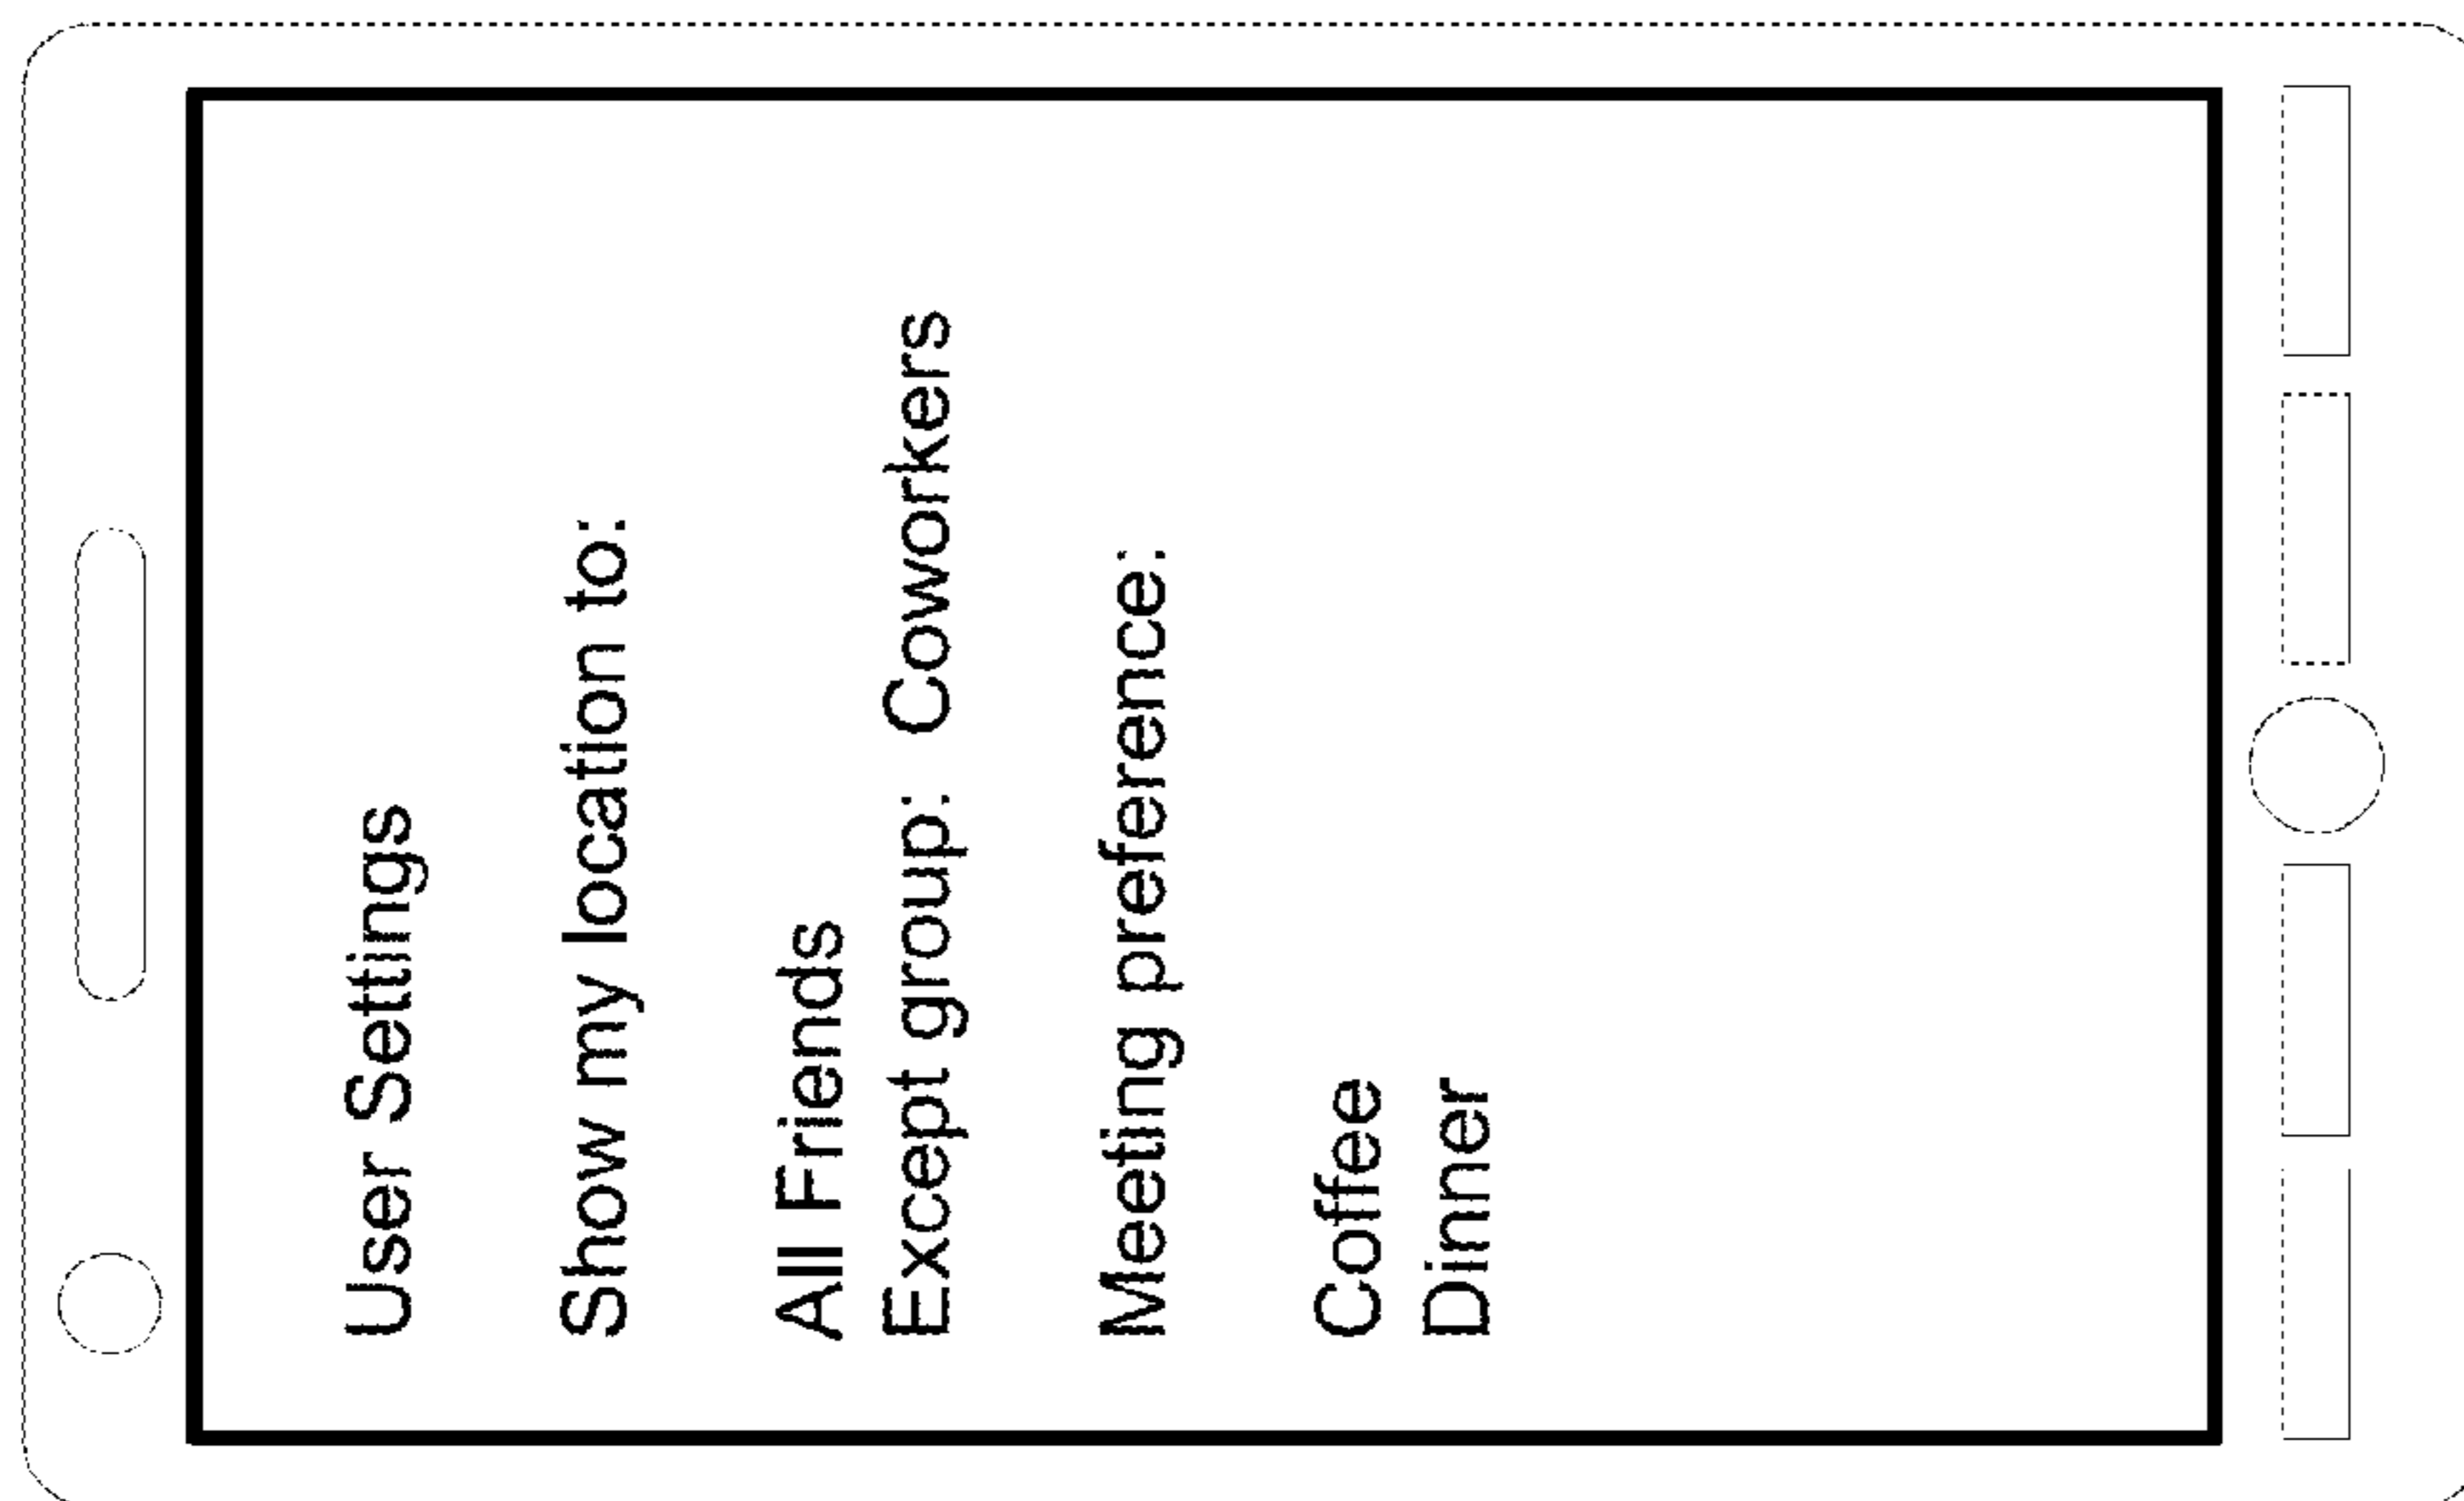 User Settings
Show my location to:
All Friends
Except group: Coworkers
Meeting preference:
Coffee
Dinner